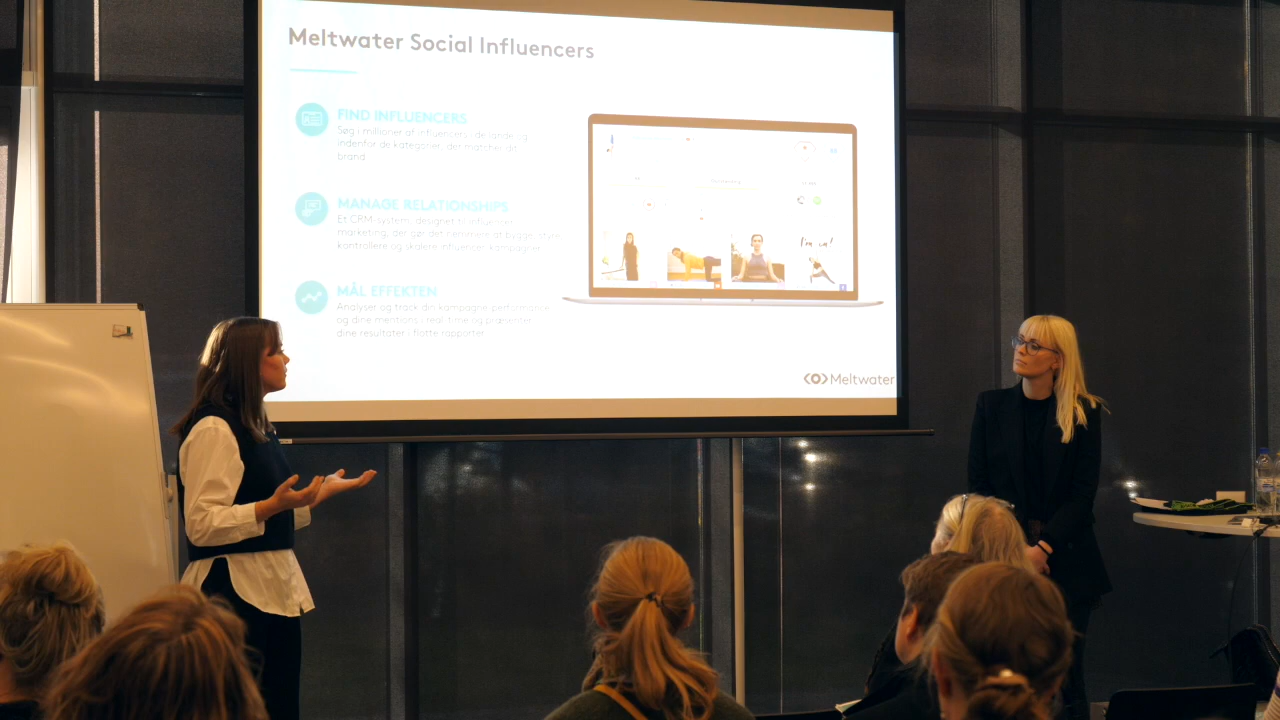 Meltwater Social Influencers
FIND INFLUENCERS
Søg i millioner af influencers i de lande og
indenfor de kategorier, der matcher dit
brand
MANAGE RELATIONSHIPS
Et CRM-system, designet til influencer
marketing, der gør det nemmere at bygge, styre
kontrollere og skalere influencer kampagner
MÅL EFFEKTEN
Analyser og track din kampagne performance
og dine mentions i real time og præsenter
dine resultater i flotte rapporter
Meltwater